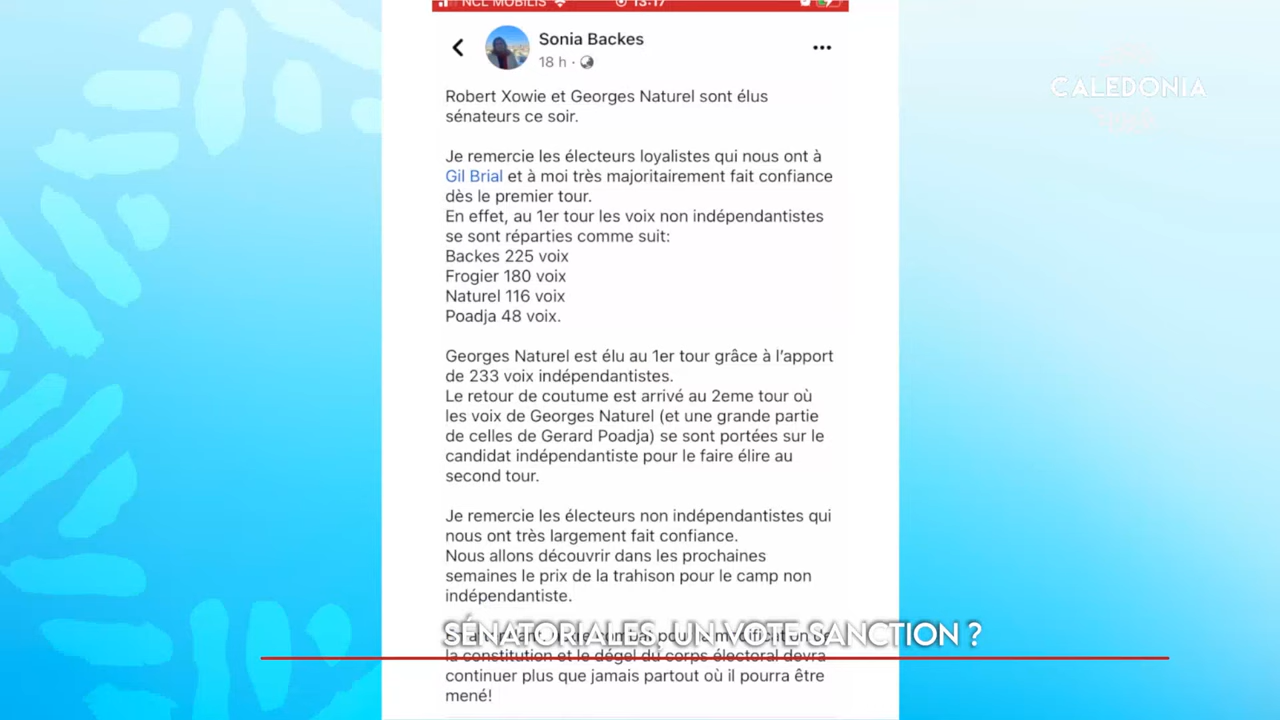 NCL MOBILIS
13:17
Sonia Backes
18 h ·
CALEDONIA
Robert Xowie et Georges Naturel sont élus
sénateurs ce soir.
Je remercie les électeurs loyalistes qui nous ont à
Gil Brial et à moi très majoritairement fait confiance
dès le premier tour.
En effet, au 1er tour les voix non indépendantistes
se sont réparties comme suit:
Backes 225 voix
Frogier 180 voix
Naturel 116 voix
Poadja 48 voix.
Georges Naturel est élu au 1er tour grâce à l'apport
de 233 voix indépendantistes.
Le retour de coutume est arrivé au 2eme tour où
les voix de Georges Naturel (et une grande partie
de celles de Gerard Poadja) se sont portées sur le
candidat indépendantiste pour le faire élire au
second tour.
Je remercie les électeurs non indépendantistes qui
nous ont très largement fait confiance.
Nous allons découvrir dans les prochaines
semaines le prix de la trahison pour le camp non
indépendantiste.
SÉNATORIALES, UN VOTE SANCTION ?
la constitution et le dégel du corps électoral devra
continuer plus que jamais partout où il pourra être
mené!